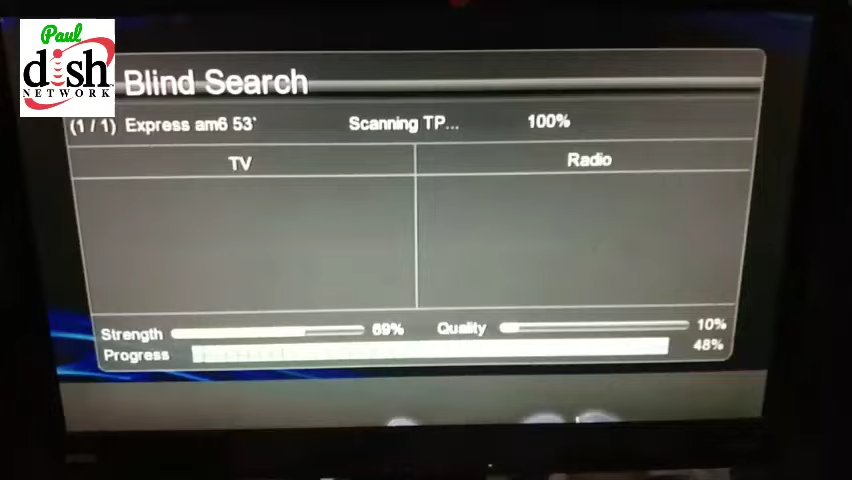 Paul
dish
NETWORK
Blind Search
(1 / 1) Express am6 53°
Scanning TP...
100%
TV
Radio
Strength
69%
Quality
10%
Progress
48%